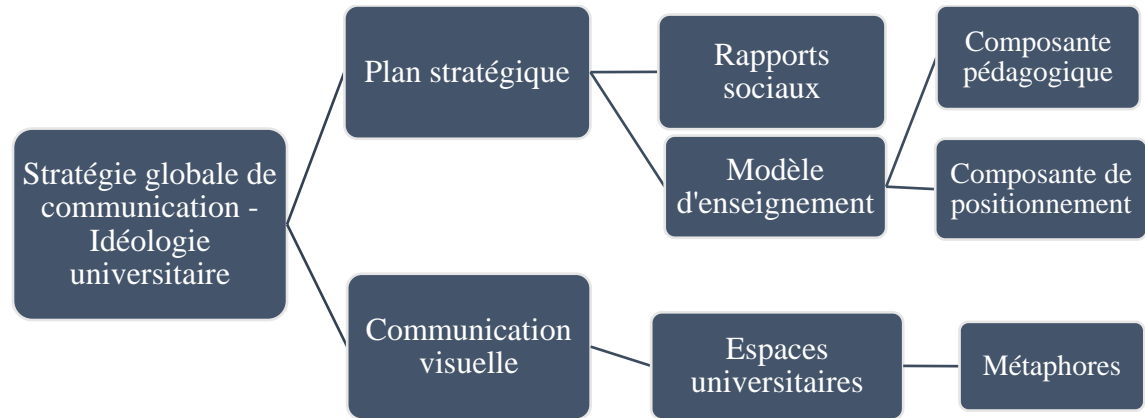 Stratégie globale de
communication -
Idéologie
universitaire
Plan stratégique
Rapports
sociaux
Modèle
d'enseignement
Composante
pédagogique
Composante de
positionnement
Communication
visuelle
Espaces
universitaires
Métaphores